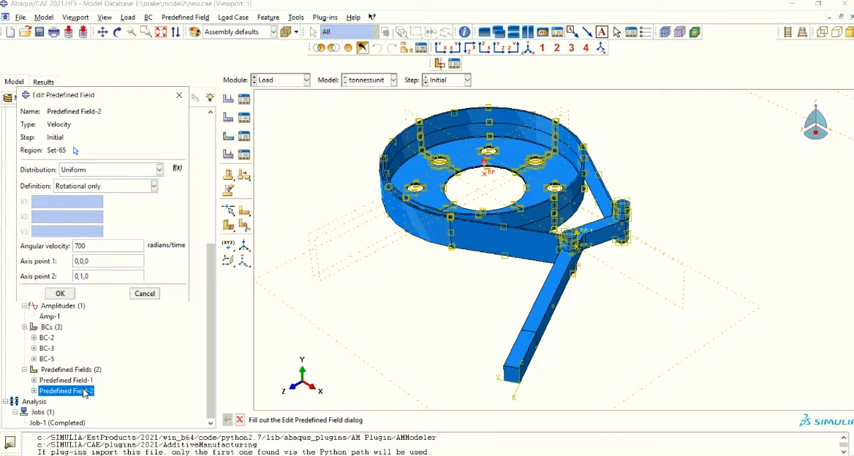 Abaqus/CAE 2021.HF5 - Model Database: E:\brake\model2\new.cae [Viewport: 1]
File Model Viewport View Load BC Predefined Field Load Case Feature Tools Plug-ins Help
Assembly defaults All
1 2 3 4
Model Results Module: Load Model: tonnessunit Step: Initial
Edit Predefined Field
Name: Predefined Field-2
Type: Velocity
Step: Initial
Region: Set-65
Distribution: Uniform f(x)
Definition: Rotational only
V1:
V2:
V3:
Angular velocity: 700 radians/time
Axis point 1: 0,0,0
Axis point 2: 0,1,0
OK Cancel
Amplitudes (1)
Amp-1
BCs (3)
BC-2
BC-3
BC-5
Predefined Fields (2)
Predefined Field-1
Predefined Field-2
Analysis
Jobs (1)
Job-1 (Completed)
RP
Y
Z X
Fill out the Edit Predefined Field dialog
SIMULIA
c:/SIMULIA/EstProducts/2021/win_b64/code/python2.7/lib/abaqus_plugins/AM Plugin/AMModeler
c:/SIMULIA/CAE/plugins/2021/AdditiveManufacturing
If plug-ins import this file, only the first one found via the Python path will be used.